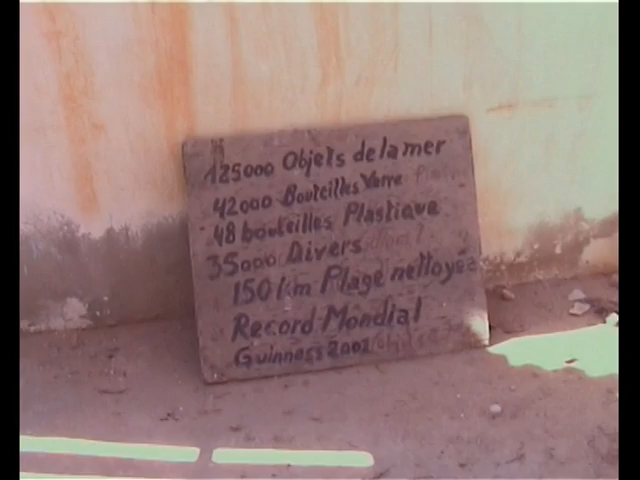 125000 Objets de la mer
42000 Bouteilles Verre
48 bouteilles Plastique
35000 Divers
150 km Plage nettoyée
Record Mondial
Guinness 2002